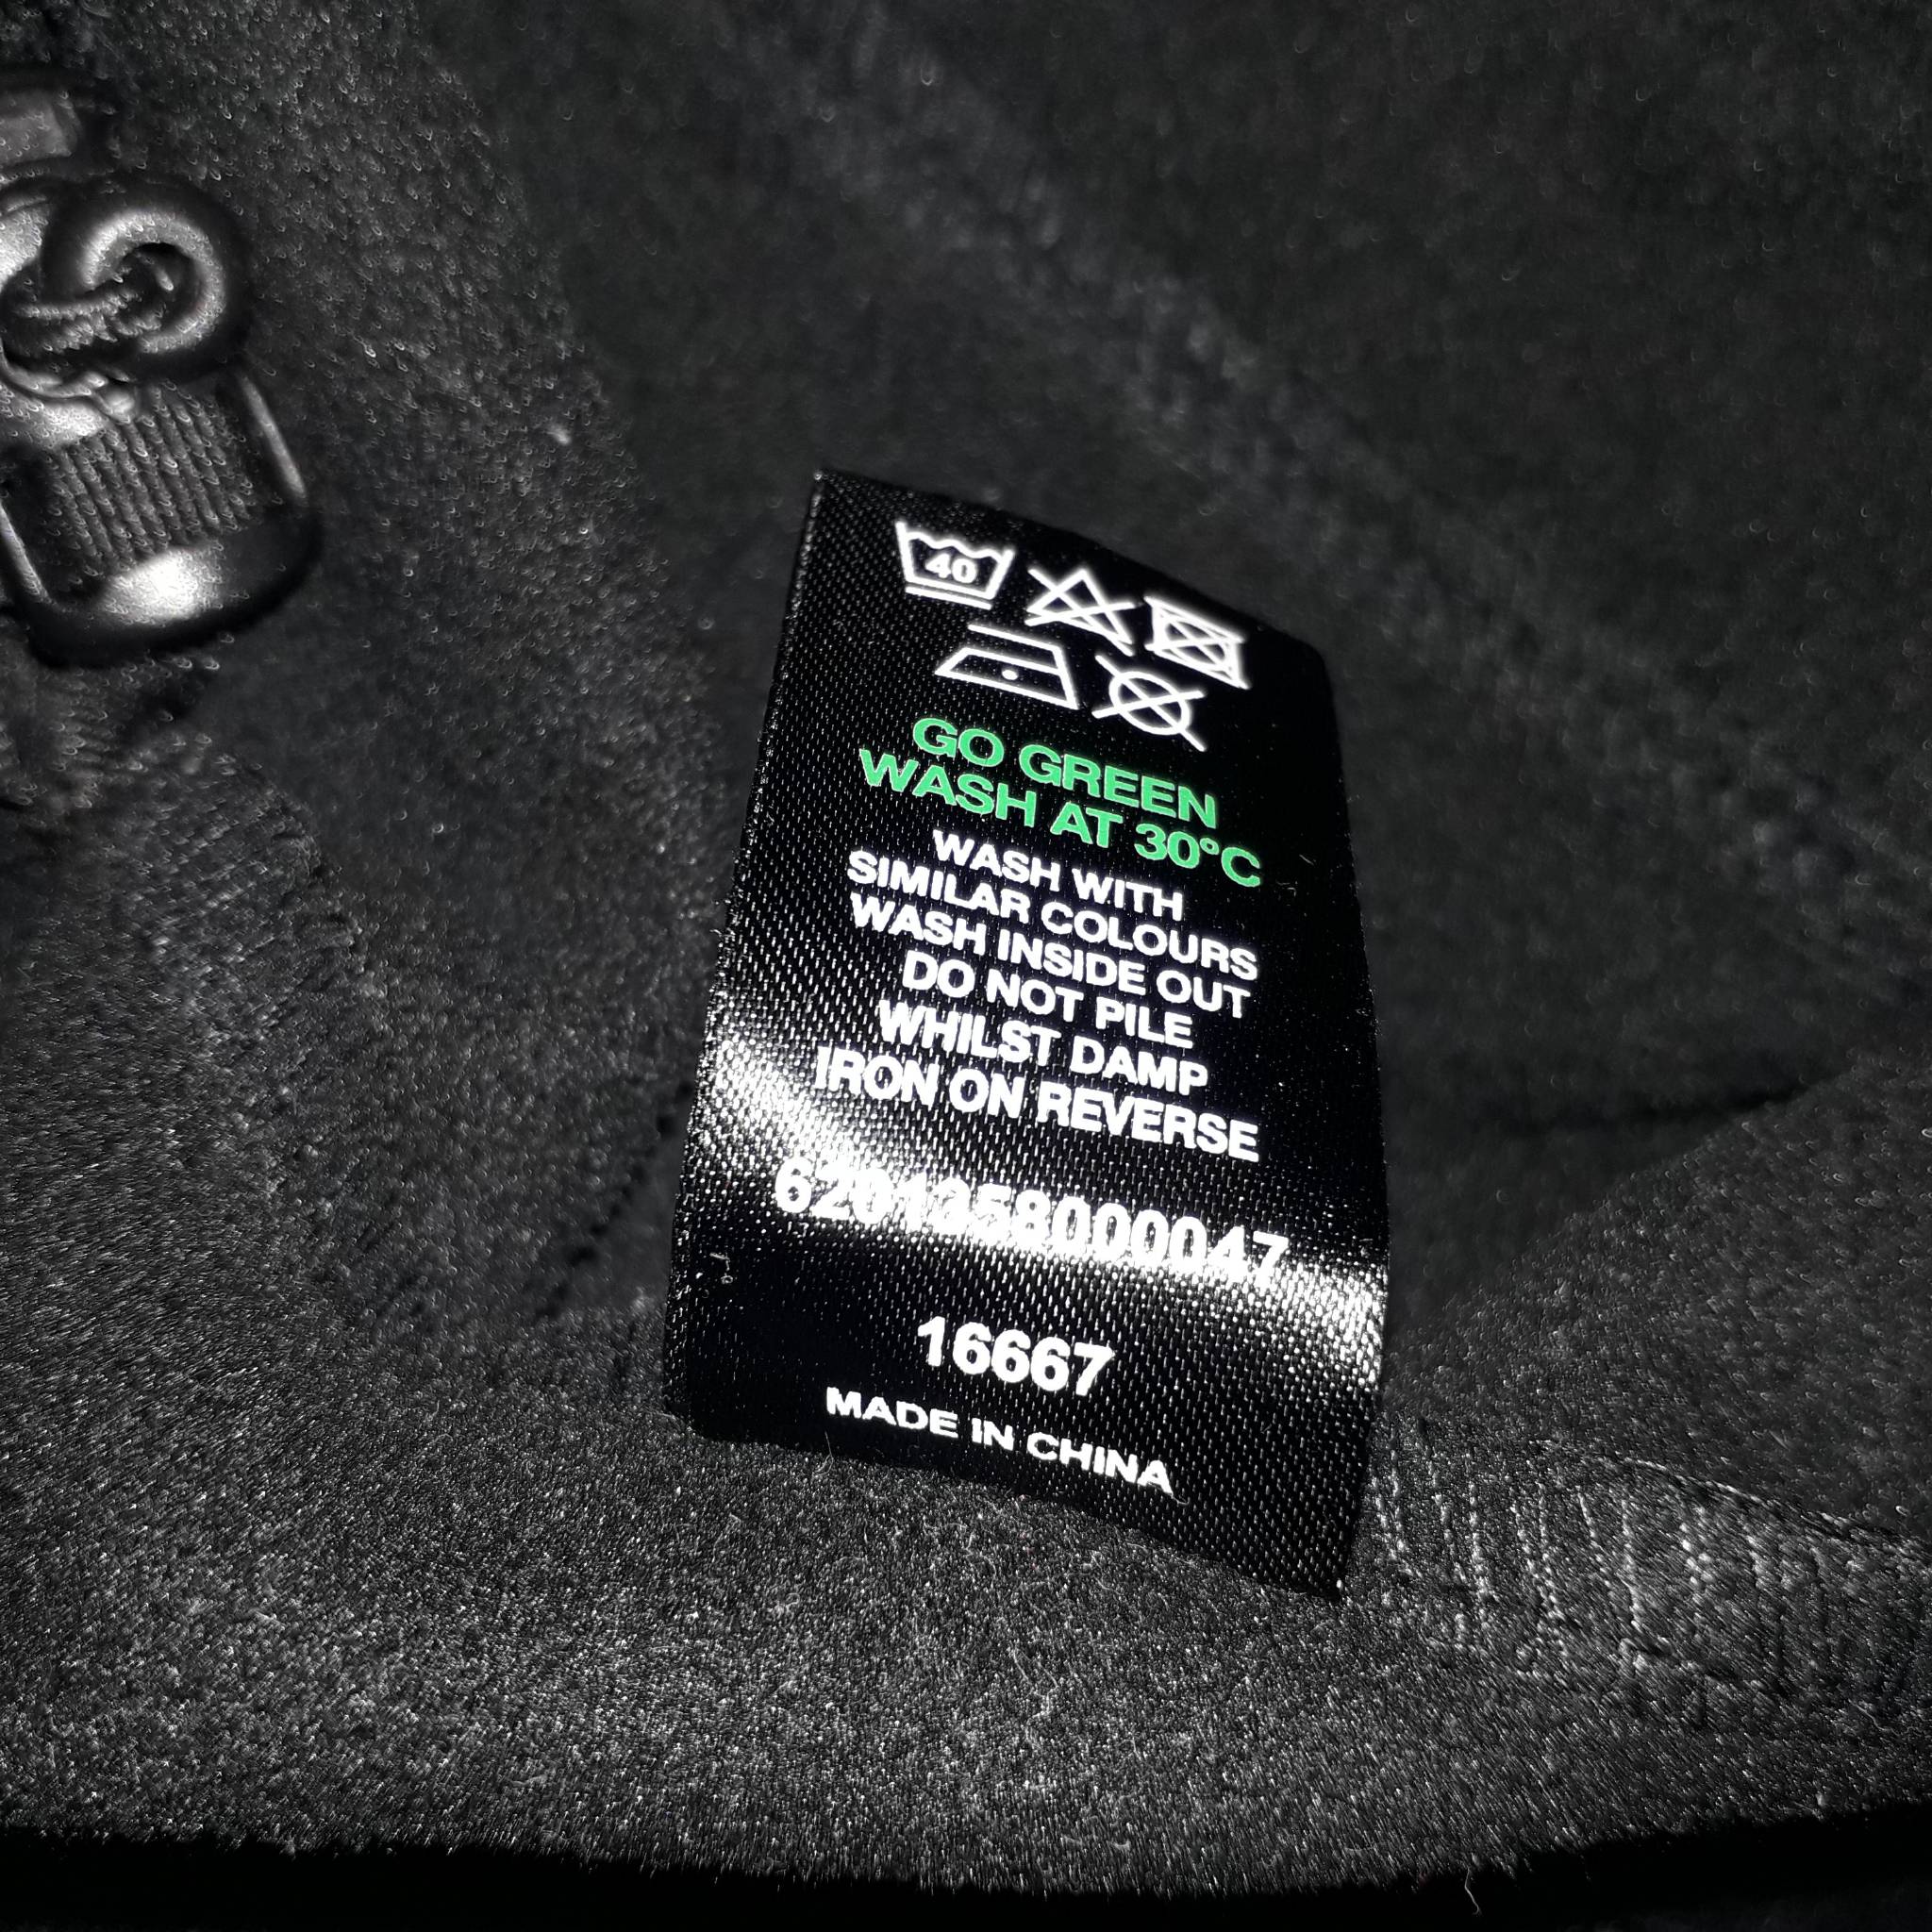 40
GO GREEN
WASH AT 30°C
WASH WITH
SIMILAR COLOURS
WASH INSIDE OUT
DO NOT PILE
WHILST DAMP
IRON ON REVERSE
16667
MADE IN CHINA